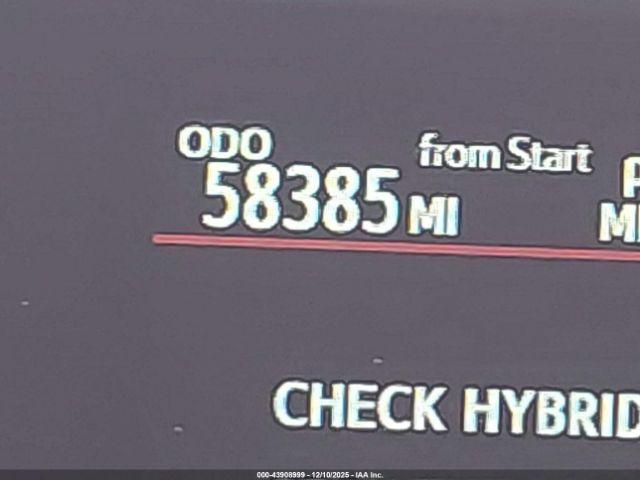 ODO
from Start
58385 MI
CHECK HYBRID
000-43908999 - 12/10/2025 - IAA Inc.